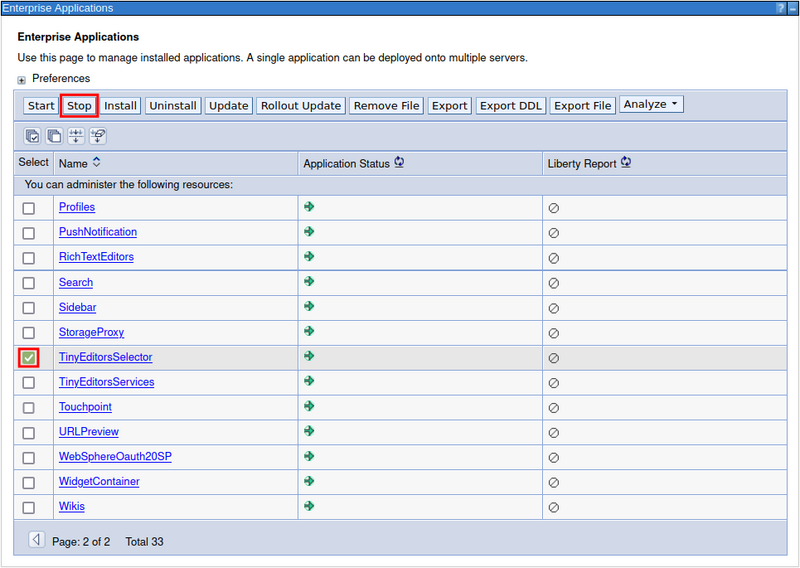 Enterprise Applications ? –
Enterprise Applications
Use this page to manage installed applications. A single application can be deployed onto multiple servers.
+ Preferences
Start Stop Install Uninstall Update Rollout Update Remove File Export Export DDL Export File Analyze
Select Name Application Status Liberty Report
You can administer the following resources:
Profiles
PushNotification
RichTextEditors
Search
Sidebar
StorageProxy
TinyEditorsSelector
TinyEditorsServices
Touchpoint
URLPreview
WebSphereOauth20SP
WidgetContainer
Wikis
Page: 2 of 2 Total 33